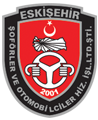 ESKİŞEHİR
ŞOFÖRLER VE OTOMOBİLCİLER HİZ. İŞL.LTD.ŞTİ.
2001